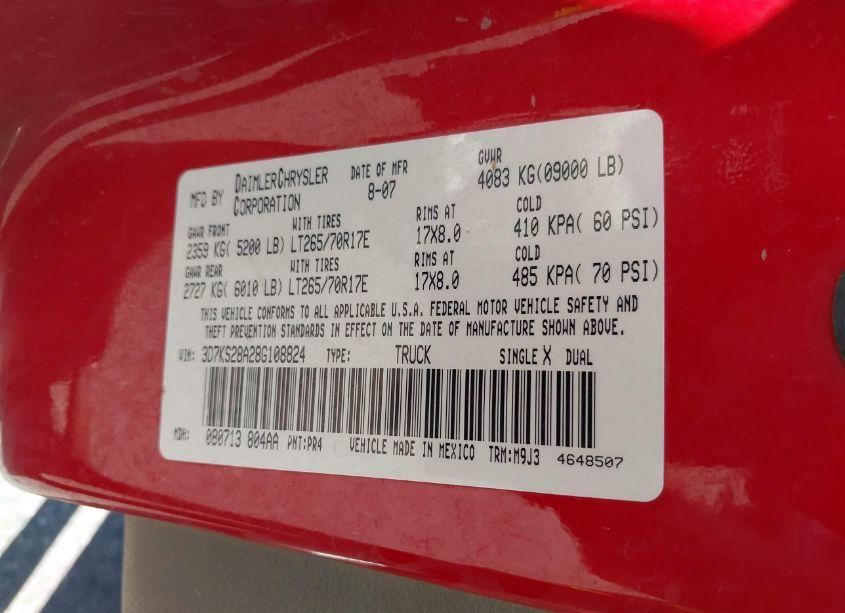 MFD BY DAIMLERCHRYSLER CORPORATION DATE OF MFR 8-07 GVWR 4083 KG(09000 LB)
GAWR FRONT WITH TIRES RIMS AT COLD
2359 KG( 5200 LB) LT265/70R17E 17X8.0 410 KPA( 60 PSI)
GAWR REAR WITH TIRES RIMS AT COLD
2727 KG( 6010 LB) LT265/70R17E 17X8.0 485 KPA( 70 PSI)
THIS VEHICLE CONFORMS TO ALL APPLICABLE U.S.A. FEDERAL MOTOR VEHICLE SAFETY AND
THEFT PREVENTION STANDARDS IN EFFECT ON THE DATE OF MANUFACTURE SHOWN ABOVE.
VIN: 3D7KS28A28G108824 TYPE: TRUCK SINGLE X DUAL
MDH: 080713 804AA PNT:PR4 VEHICLE MADE IN MEXICO TRM:M9J3 4648507